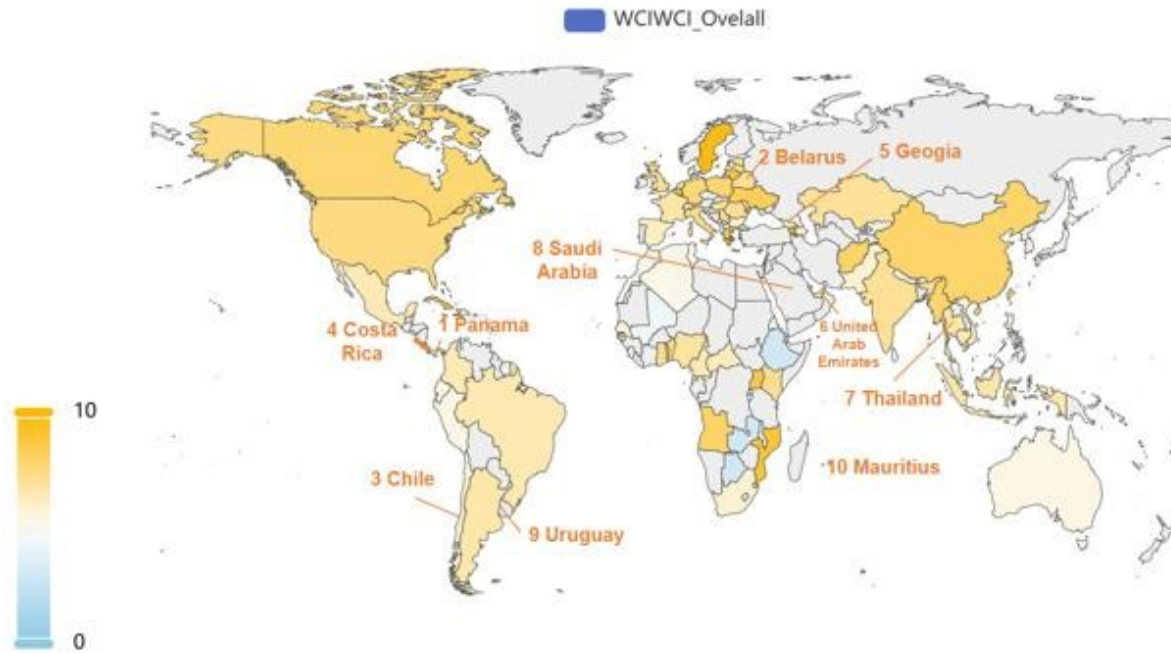 WCIWCI_Ovelall
2 Belarus
5 Geogia
8 Saudi
Arabia
4 Costa
Rica
1 Panama
6 United
Arab
Emirates
7 Thailand
10
3 Chile
10 Mauritius
9 Uruguay
0